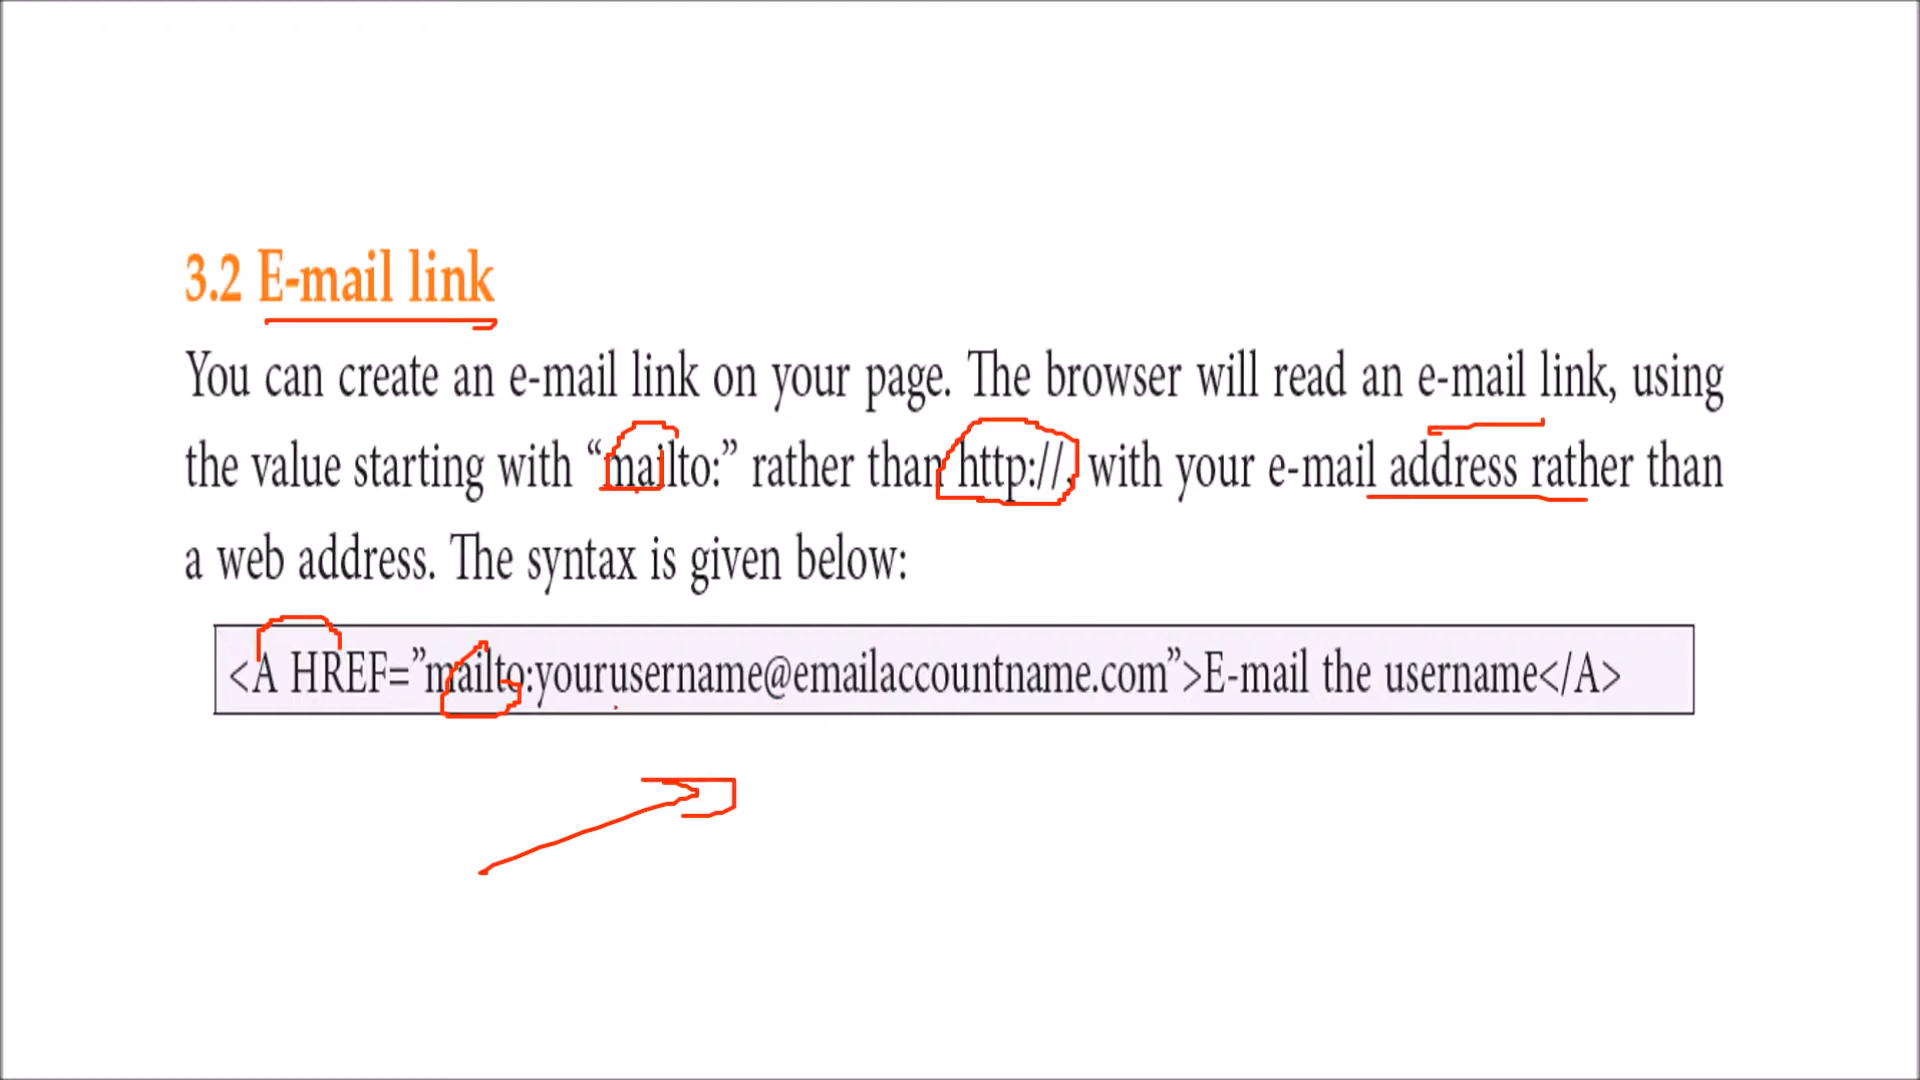 3.2 E-mail link
You can create an e-mail link on your page. The browser will read an e-mail link, using
the value starting with “mailto:” rather than http://, with your e-mail address rather than
a web address. The syntax is given below:
<A HREF=”mailto:yourusername@emailaccountname.com”>E-mail the username</A>